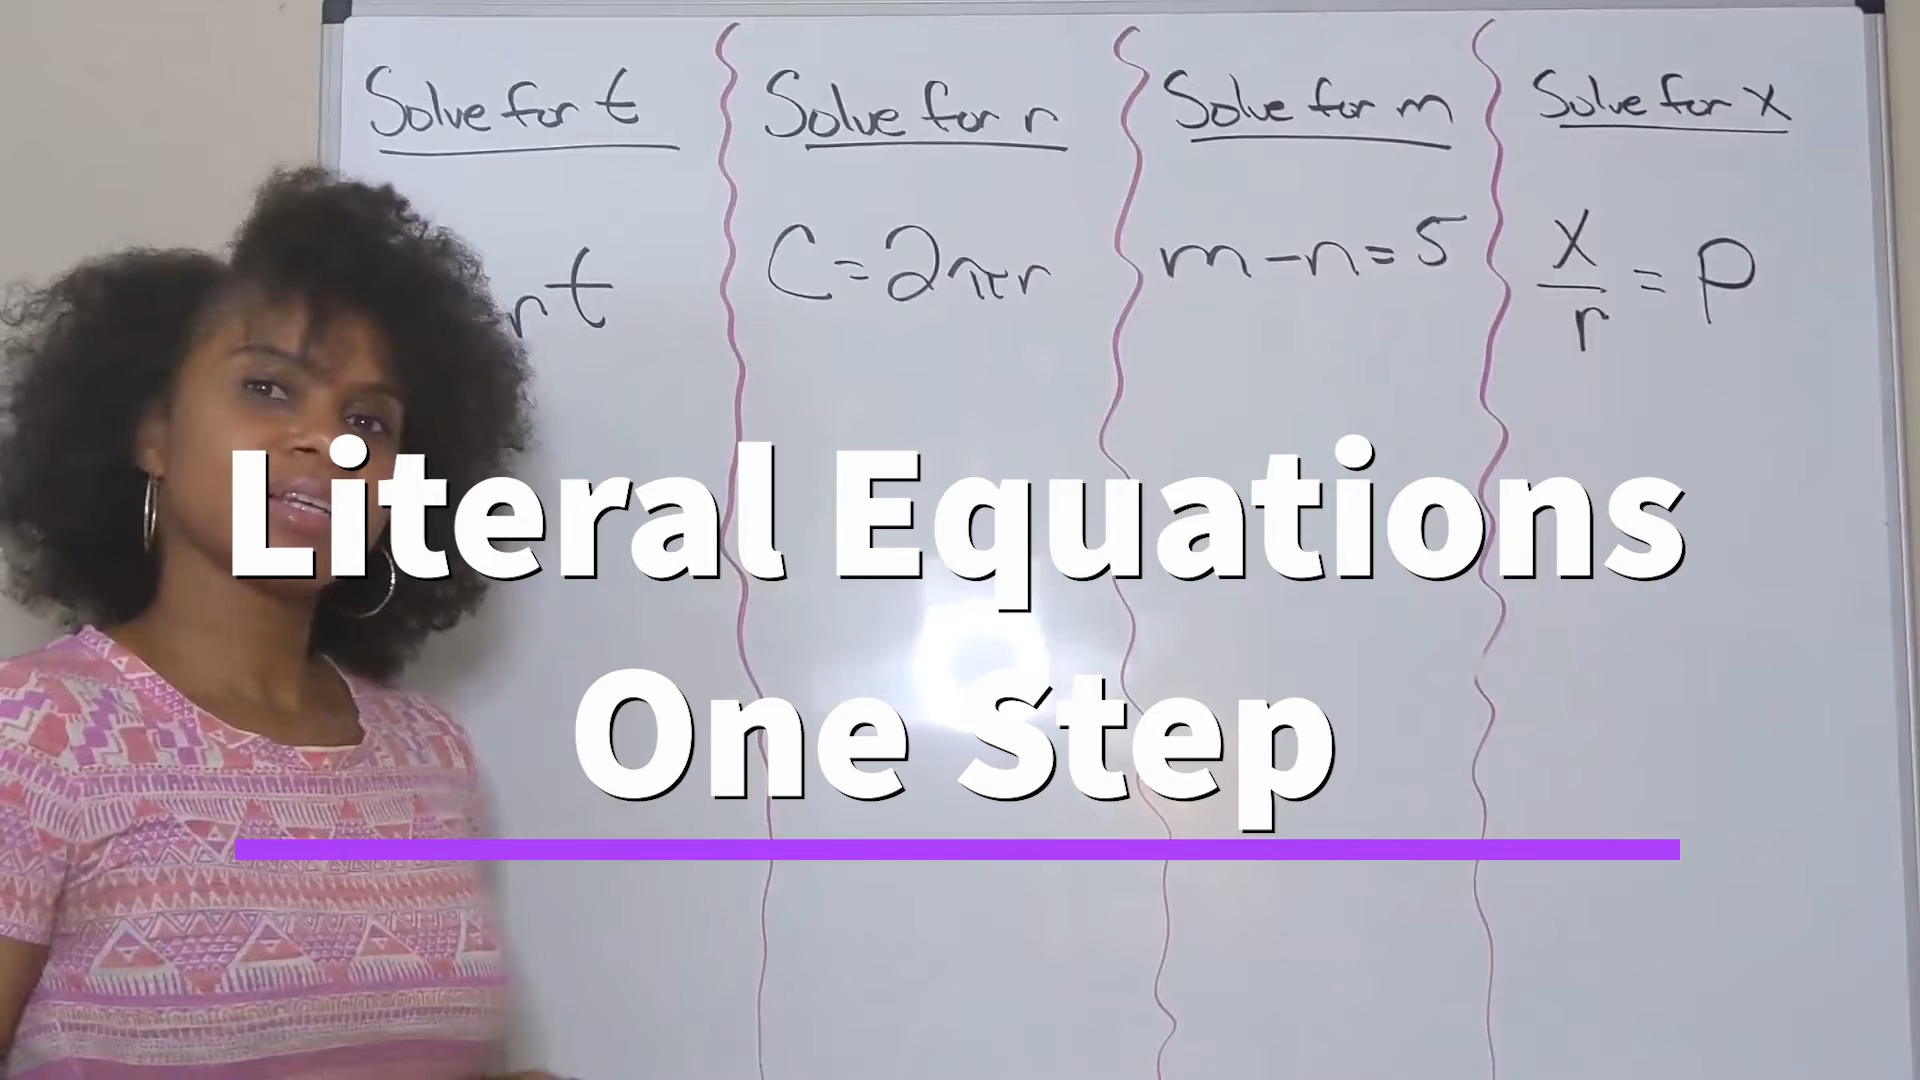 Solve for t
Solve for r
Solve for m
Solve for x
rt
C=2πr
m-n=5
x/r = p
Literal Equations
One Step